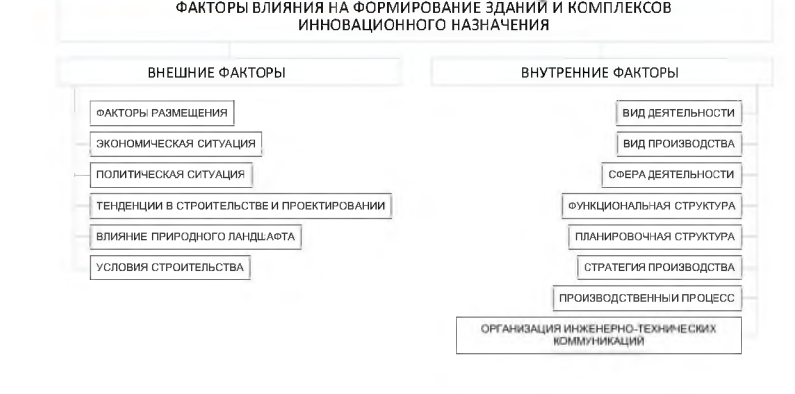 ФАКТОРЫ ВЛИЯНИЯ НА ФОРМИРОВАНИЕ ЗДАНИЙ И КОМПЛЕКСОВ
ИННОВАЦИОННОГО НАЗНАЧЕНИЯ
ВНЕШНИЕ ФАКТОРЫ
ФАКТОРЫ РАЗМЕЩЕНИЯ
ЭКОНОМИЧЕСКАЯ СИТУАЦИЯ
ПОЛИТИЧЕСКАЯ СИТУАЦИЯ
ТЕНДЕНЦИИ В СТРОИТЕЛЬСТВЕ И ПРОЕКТИРОВАНИИ
ВЛИЯНИЕ ПРИРОДНОГО ЛАНДШАФТА
УСЛОВИЯ СТРОИТЕЛЬСТВА
ВНУТРЕННИЕ ФАКТОРЫ
ВИД ДЕЯТЕЛЬНОСТИ
ВИД ПРОИЗВОДСТВА
СФЕРА ДЕЯТЕЛЬНОСТИ
ФУНКЦИОНАЛЬНАЯ СТРУКТУРА
ПЛАНИРОВОЧНАЯ СТРУКТУРА
СТРАТЕГИЯ ПРОИЗВОДСТВА
ПРОИЗВОДСТВЕННЫЙ ПРОЦЕСС
ОРГАНИЗАЦИЯ ИНЖЕНЕРНО-ТЕХНИЧЕСКИХ
КОММУНИКАЦИЙ